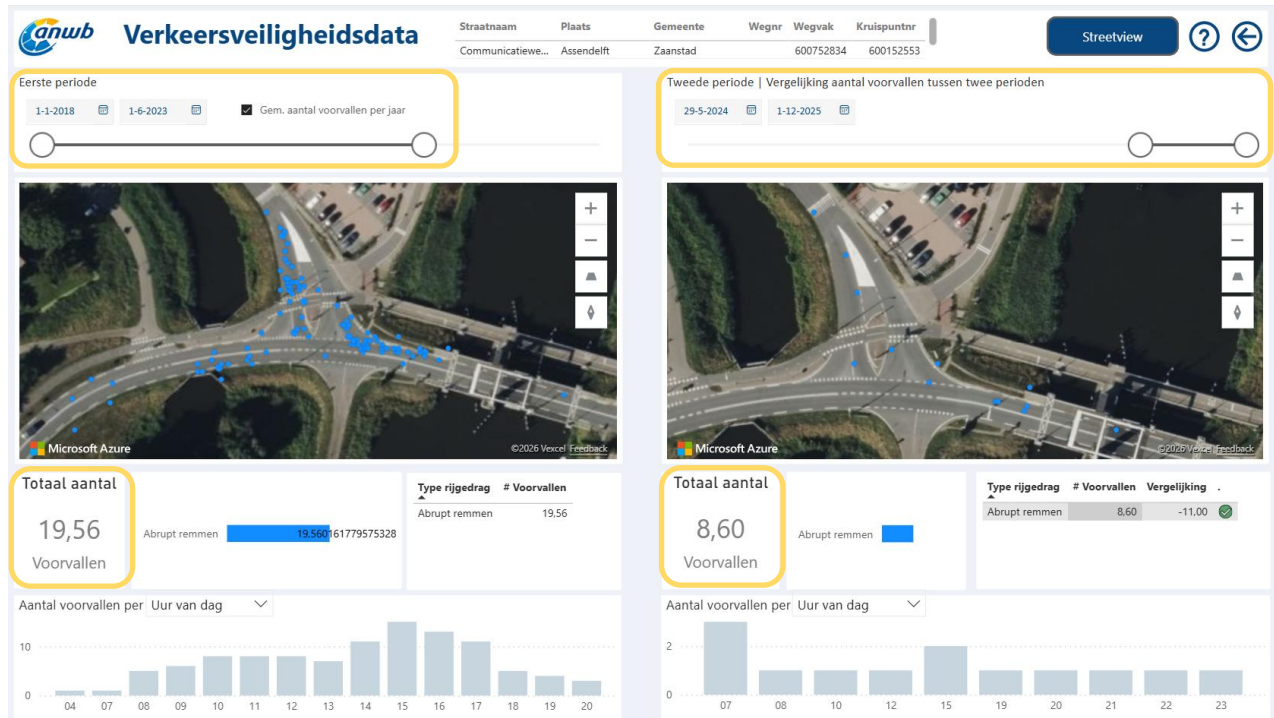 anwb
Verkeersveiligheidsdata
Straatnaam Plaats Gemeente Wegnr Wegvak Kruispuntnr
Communicatiewe... Assendelft Zaanstad 600752834 600152553
Streetview
?
Eerste periode
1-1-2018 1-6-2023 Gem. aantal voorvallen per jaar
Tweede periode | Vergelijking aantal voorvallen tussen twee perioden
29-5-2024 1-12-2025
Microsoft Azure
©2026 Vexcel Feedback
Microsoft Azure
©2026 Vexcel Feedback
Totaal aantal
19,56
Voorvallen
Abrupt remmen 19.560161779575328
Type rijgedrag # Voorvallen
Abrupt remmen 19,56
Totaal aantal
8,60
Voorvallen
Abrupt remmen
Type rijgedrag # Voorvallen Vergelijking .
Abrupt remmen 8,60 -11,00
Aantal voorvallen per Uur van dag
10
0
04 07 08 09 10 11 12 13 14 15 16 17 18 19 20
Aantal voorvallen per Uur van dag
2
0
07 08 10 12 15 19 20 21 22 23